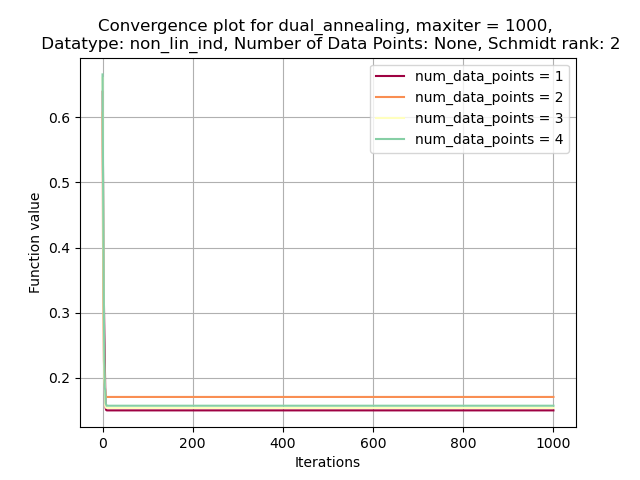 Convergence plot for dual_annealing, maxiter = 1000,
Datatype: non_lin_ind, Number of Data Points: None, Schmidt rank: 2
num_data_points = 1
num_data_points = 2
num_data_points = 3
num_data_points = 4
Function value
0.6
0.5
0.4
0.3
0.2
0 200 400 600 800 1000
Iterations